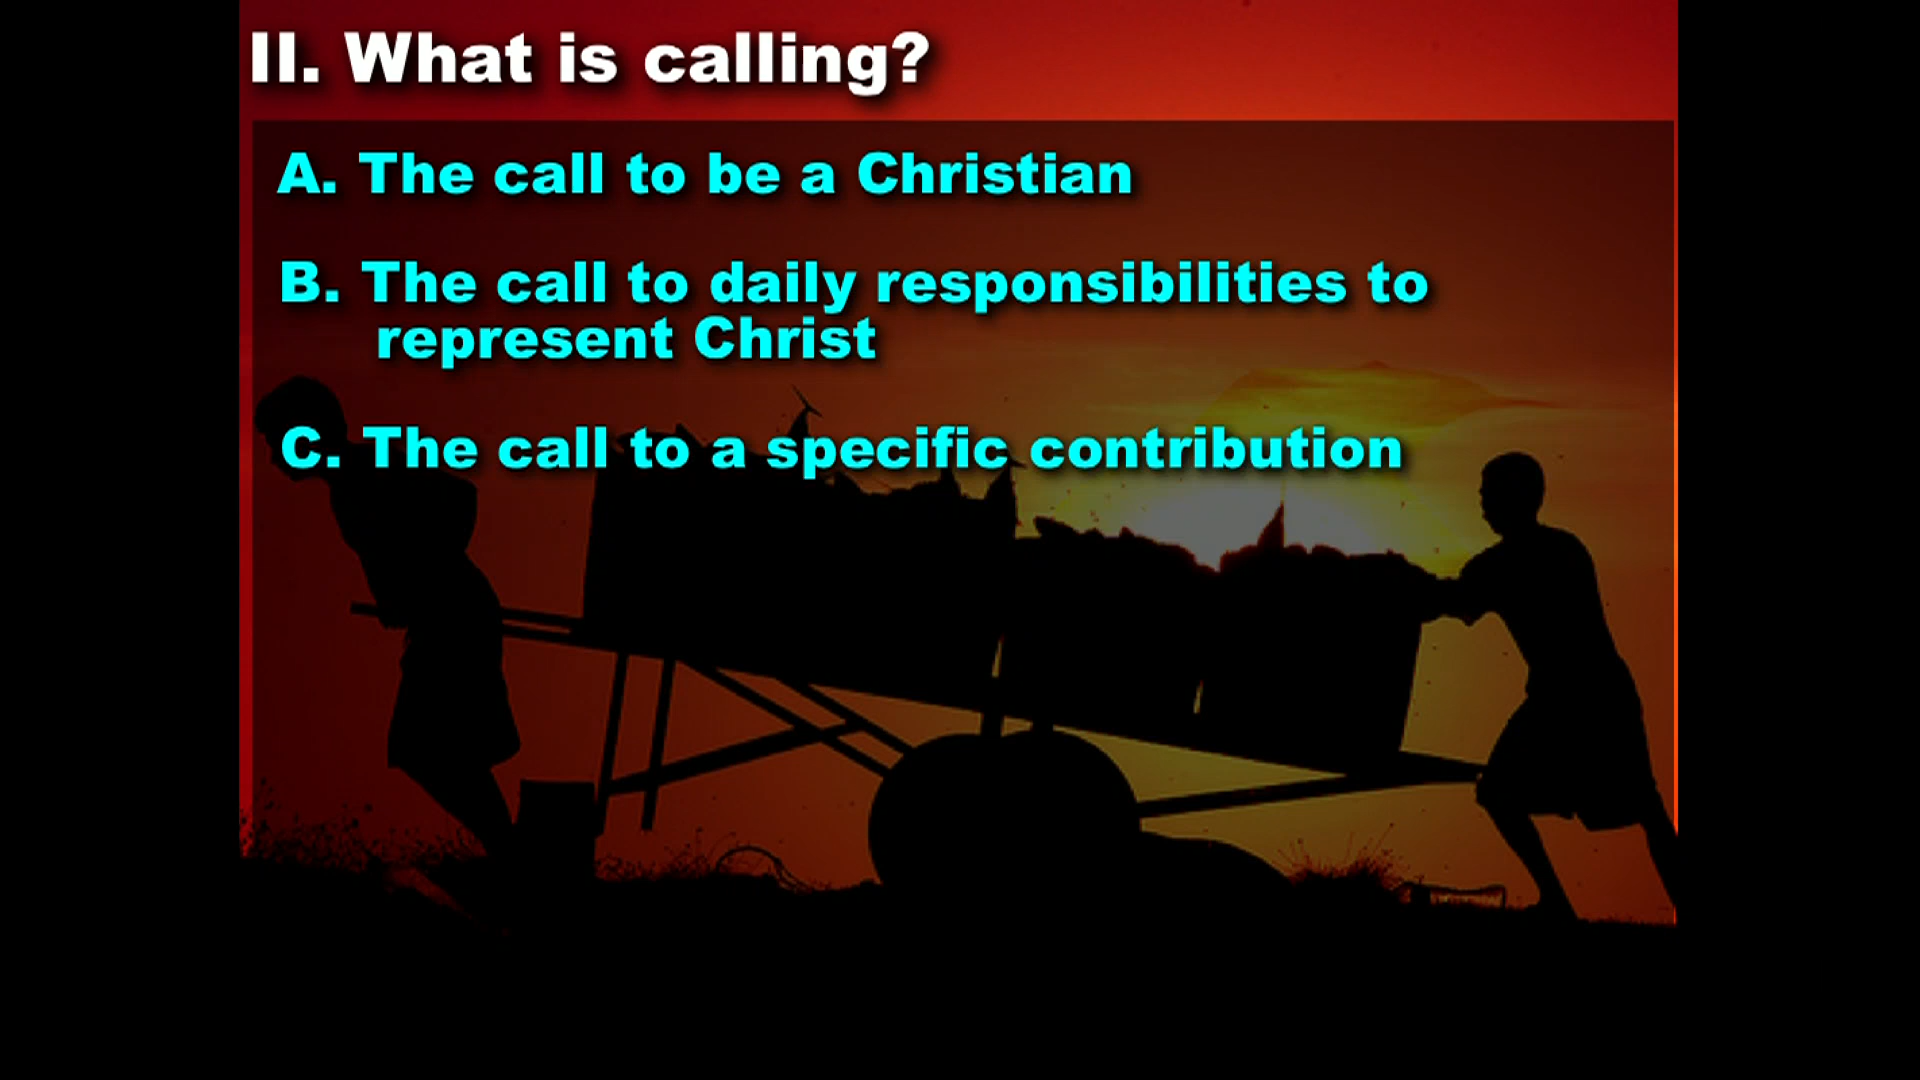 II. What is calling?
A. The call to be a Christian
B. The call to daily responsibilities to
represent Christ
C. The call to a specific contribution